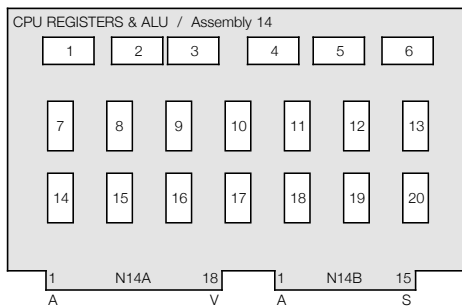 CPU REGISTERS & ALU / Assembly 14
1 2 3 4 5 6
7 8 9 10 11 12 13
14 15 16 17 18 19 20
1 N14A 18 1 N14B 15
A V A S